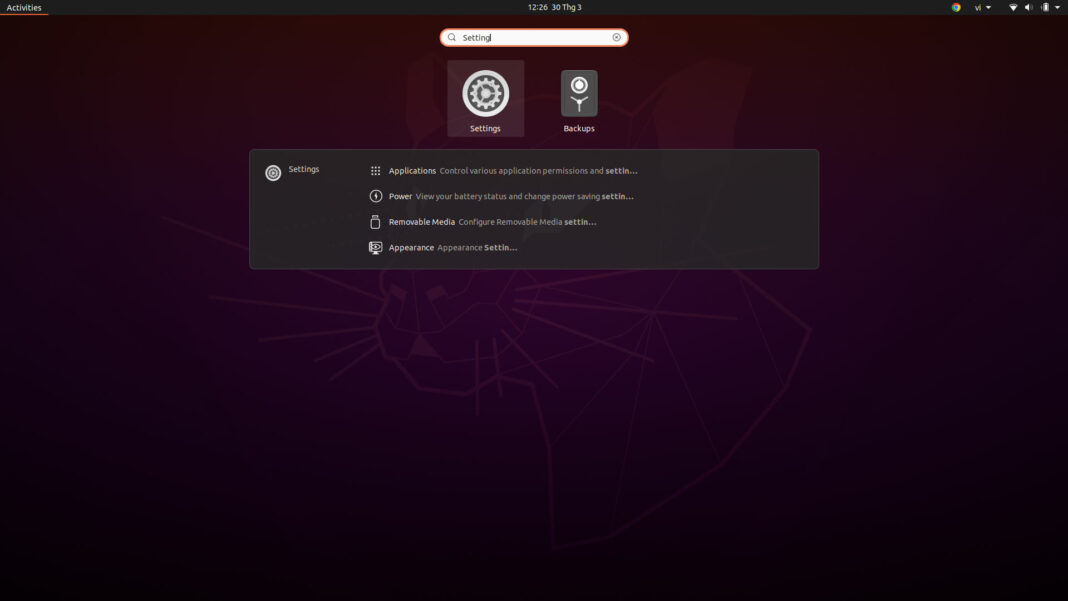 Activities
12:26 30 Thg 3
vi
Setting
Settings
Backups
Settings
Applications Control various application permissions and settin...
Power View your battery status and change power saving settin...
Removable Media Configure Removable Media settin...
Appearance Appearance Settin...